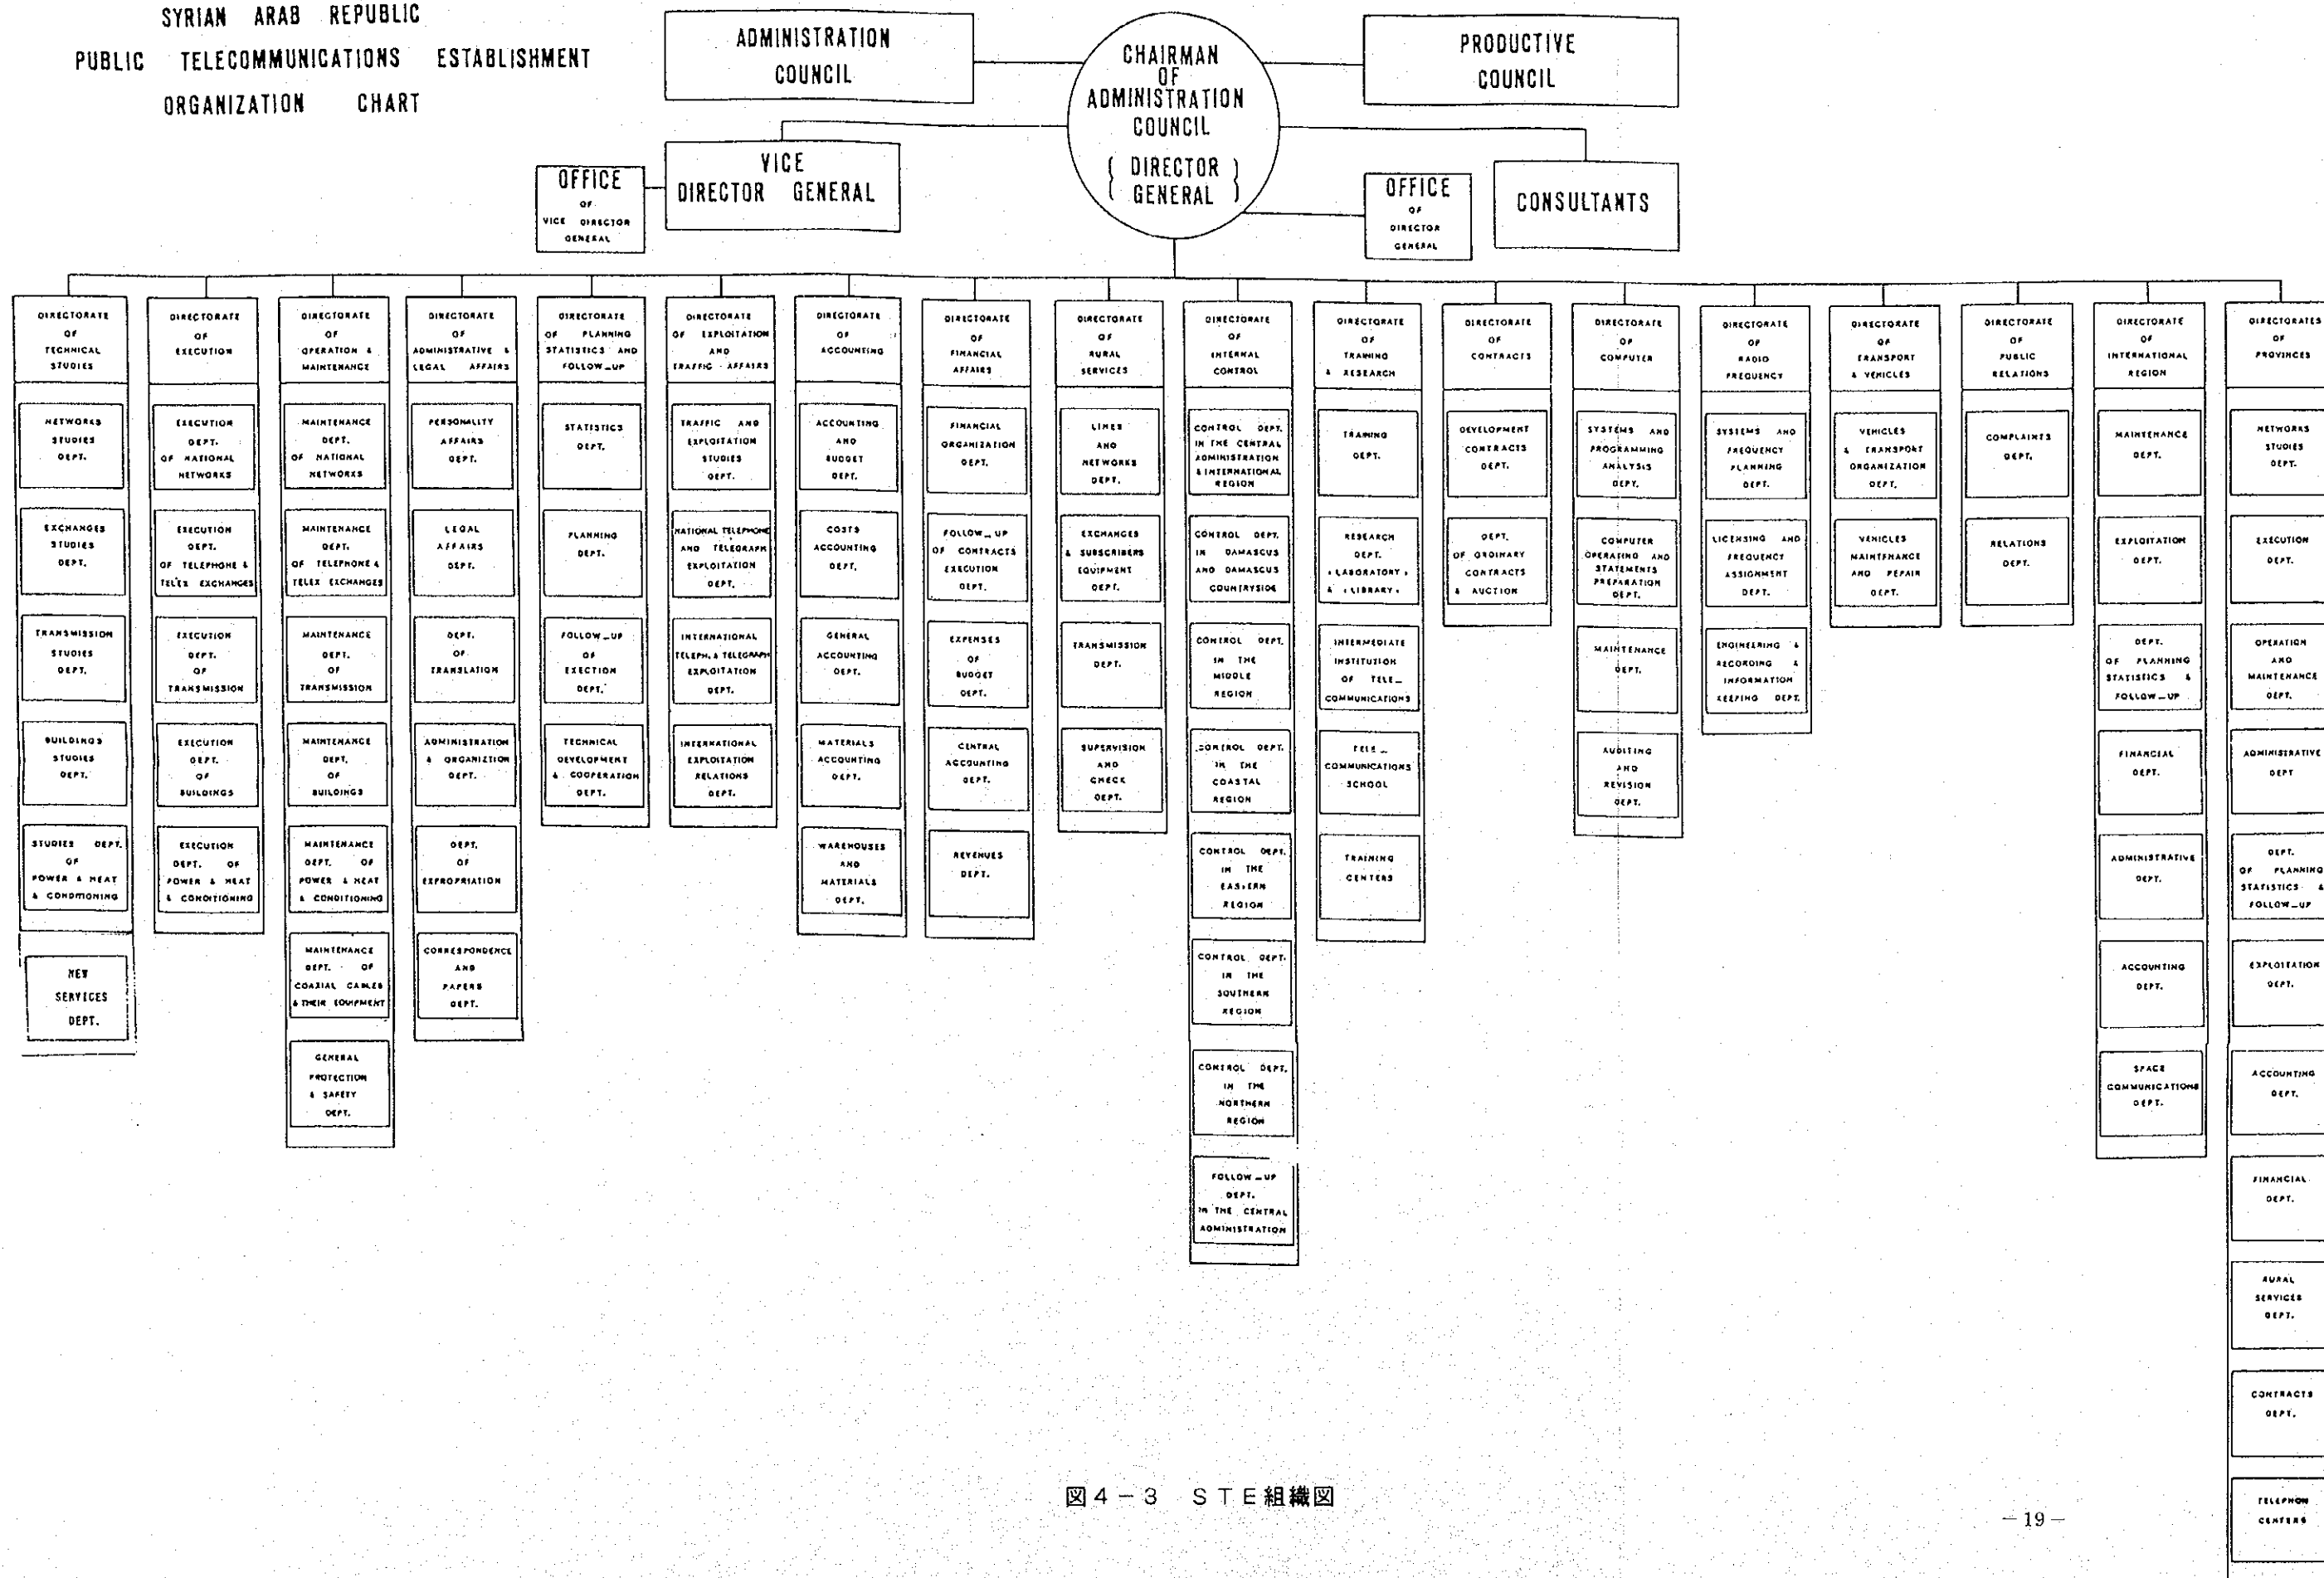 SYRIAN ARAB REPUBLIC
PUBLIC TELECOMMUNICATIONS ESTABLISHMENT
ORGANIZATION CHART
ADMINISTRATION
COUNCIL
CHAIRMAN
OF
ADMINISTRATION
COUNCIL
{ DIRECTOR }
{ GENERAL }
PRODUCTIVE
COUNCIL
OFFICE
OF
VICE DIRECTOR
GENERAL
VICE
DIRECTOR GENERAL
OFFICE
OF
DIRECTOR
GENERAL
CONSULTANTS
DIRECTORATE
OF
TECHNICAL
STUDIES
NETWORKS
STUDIES
DEPT.
EXCHANGES
STUDIES
DEPT.
TRANSMISSION
STUDIES
DEPT.
BUILDINGS
STUDIES
DEPT.
STUDIES DEPT.
OF
POWER & HEAT
& CONDITIONING
NEW
SERVICES
DEPT.
DIRECTORATE
OF
EXECUTION
EXECUTION
DEPT.
OF NATIONAL
NETWORKS
EXECUTION
DEPT.
OF TELEPHONE &
TELEX EXCHANGES
EXECUTION
DEPT.
OF
TRANSMISSION
EXECUTION
DEPT.
OF
BUILDINGS
EXECUTION
DEPT. OF
POWER & HEAT
& CONDITIONING
DIRECTORATE
OF
OPERATION &
MAINTENANCE
MAINTENANCE
DEPT.
OF NATIONAL
NETWORKS
MAINTENANCE
DEPT.
OF TELEPHONE &
TELEX EXCHANGES
MAINTENANCE
DEPT.
OF
TRANSMISSION
MAINTENANCE
DEPT.
OF
BUILDINGS
MAINTENANCE
DEPT. OF
POWER & HEAT
& CONDITIONING
MAINTENANCE
DEPT. OF
COAXIAL CABLES
& THEIR EQUIPMENT
GENERAL
PROTECTION
& SAFETY
DEPT.
DIRECTORATE
OF
ADMINISTRATIVE &
LEGAL AFFAIRS
PERSONALITY
AFFAIRS
DEPT.
LEGAL
AFFAIRS
DEPT.
DEPT.
OF
TRANSLATION
ADMINISTRATION
& ORGANIZTION
DEPT.
DEPT.
OF
EXPROPRIATION
CORRESPONDENCE
AND
PAPERS
DEPT.
DIRECTORATE
OF PLANNING
STATISTICS AND
FOLLOW_UP
STATISTICS
DEPT.
PLANNING
DEPT.
FOLLOW_UP
OF
EXECTION
DEPT.
TECHNICAL
DEVELOPMENT
& COOPERATION
DEPT.
DIRECTORATE
OF EXPLOITATION
AND
TRAFFIC AFFAIRS
TRAFFIC AND
EXPLOITATION
STUDIES
DEPT.
NATIONAL TELEPHONE
AND TELEGRAPH
EXPLOITATION
DEPT.
INTERNATIONAL
TELEPH. & TELEGRAPH
EXPLOITATION
DEPT.
INTERNATIONAL
EXPLOITATION
RELATIONS
DEPT.
DIRECTORATE
OF
ACCOUNTING
ACCOUNTING
AND
BUDGET
DEPT.
COSTS
ACCOUNTING
DEPT.
GENERAL
ACCOUNTING
DEPT.
MATERIALS
ACCOUNTING
DEPT.
WAREHOUSES
AND
MATERIALS
DEPT.
DIRECTORATE
OF
FINANCIAL
AFFAIRS
FINANCIAL
ORGANIZATION
DEPT.
FOLLOW_UP
OF CONTRACTS
EXECUTION
DEPT.
EXPENSES
OF
BUDGET
DEPT.
CENTRAL
ACCOUNTING
DEPT.
REVENUES
DEPT.
DIRECTORATE
OF
RURAL
SERVICES
LINES
AND
NETWORKS
DEPT.
EXCHANGES
& SUBSCRIBERS
EQUIPMENT
DEPT.
TRANSMISSION
DEPT.
SUPERVISION
AND
CHECK
DEPT.
DIRECTORATE
OF
INTERNAL
CONTROL
CONTROL DEPT.
IN THE CENTRAL
ADMINISTRATION
& INTERNATIONAL
REGION
CONTROL DEPT.
IN DAMASCUS
AND DAMASCUS
COUNTRYSIDE
CONTROL DEPT.
IN THE
MIDDLE
REGION
CONTROL DEPT.
IN THE
COASTAL
REGION
CONTROL DEPT.
IN THE
EASTERN
REGION
CONTROL DEPT.
IN THE
SOUTHERN
REGION
CONTROL DEPT.
IN THE
NORTHERN
REGION
FOLLOW_UP
DEPT.
IN THE CENTRAL
ADMINISTRATION
DIRECTORATE
OF
TRAINING
& RESEARCH
TRAINING
DEPT.
RESEARCH
DEPT.
‹ LABORATORY ›
& ‹ LIBRARY ›
INTERMEDIATE
INSTITUTION
OF TELE_
COMMUNICATIONS
TELE_
COMMUNICATIONS
SCHOOL
TRAINING
CENTERS
DIRECTORATE
OF
CONTRACTS
DEVELOPMENT
CONTRACTS
DEPT.
DEPT.
OF ORDINARY
CONTRACTS
& AUCTION
DIRECTORATE
OF
COMPUTER
SYSTEMS AND
PROGRAMMING
ANALYSIS
DEPT.
COMPUTER
OPERATING AND
STATEMENTS
PREPARATION
DEPT.
MAINTENANCE
DEPT.
AUDITING
AND
REVISION
DEPT.
DIRECTORATE
OF
RADIO
FREQUENCY
SYSTEMS AND
FREQUENCY
PLANNING
DEPT.
LICENSING AND
FREQUENCY
ASSIGNMENT
DEPT.
ENGINEERING &
RECORDING &
INFORMATION
KEEPING DEPT.
DIRECTORATE
OF
TRANSPORT
& VEHICLES
VEHICLES
& TRANSPORT
ORGANIZATION
DEPT.
VEHICLES
MAINTENANCE
AND REPAIR
DEPT.
DIRECTORATE
OF
PUBLIC
RELATIONS
COMPLAINTS
DEPT.
RELATIONS
DEPT.
DIRECTORATE
OF
INTERNATIONAL
REGION
MAINTENANCE
DEPT.
EXPLOITATION
DEPT.
DEPT.
OF PLANNING
STATISTICS &
FOLLOW_UP
FINANCIAL
DEPT.
ADMINISTRATIVE
DEPT.
ACCOUNTING
DEPT.
SPACE
COMMUNICATIONS
DEPT.
DIRECTORATES
OF
PROVINCES
NETWORKS
STUDIES
DEPT.
EXECUTION
DEPT.
OPERATION
AND
MAINTENANCE
DEPT.
ADMINISTRATIVE
DEPT
DEPT.
OF PLANNING
STATISTICS &
FOLLOW_UP
EXPLOITATION
DEPT.
ACCOUNTING
DEPT.
FINANCIAL
DEPT.
RURAL
SERVICES
DEPT.
CONTRACTS
DEPT.
TELEPHON
CENTERS
図4-3 STE組織図
-19-